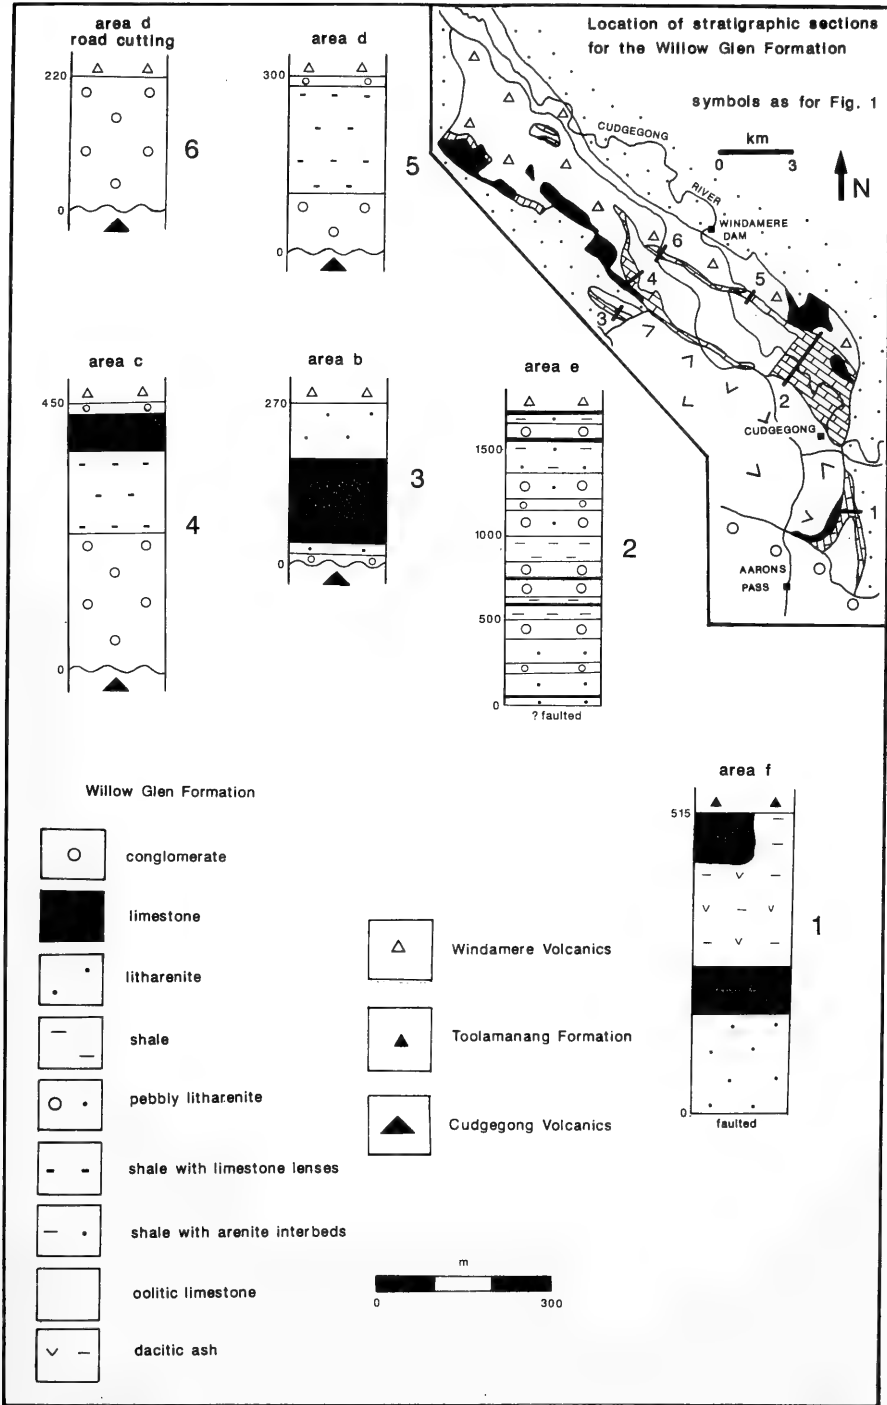 area d
road cutting
220
0
6
area d
300
0
5
Location of stratigraphic sections
for the Willow Glen Formation
symbols as for Fig. 1
km
0 3
N
CUDGEGONG
RIVER
WINDAMERE
DAM
6
5
4
3
2
CUDGEGONG
1
AARONS
PASS
area c
450
0
4
area b
270
0
3
area e
1500
1000
500
0
? faulted
2
area f
515
0
faulted
1
Willow Glen Formation
conglomerate
limestone
litharenite
shale
pebbly litharenite
shale with limestone lenses
shale with arenite interbeds
oolitic limestone
dacitic ash
Windamere Volcanics
Toolamanang Formation
Cudgegong Volcanics
m
0 300